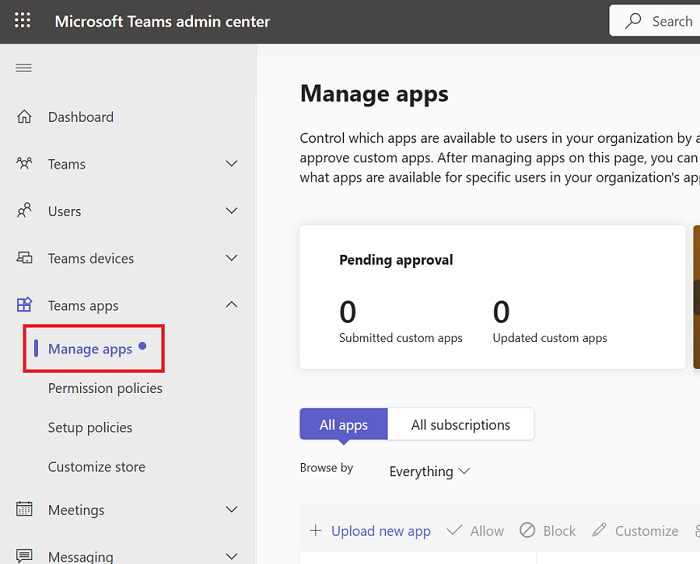 Microsoft Teams admin center
Search
Dashboard
Teams
Users
Teams devices
Teams apps
Manage apps
Permission policies
Setup policies
Customize store
Meetings
Messaging
Manage apps
Control which apps are available to users in your organization by a
approve custom apps. After managing apps on this page, you can
what apps are available for specific users in your organization's ap
Pending approval
0
Submitted custom apps
0
Updated custom apps
All apps
All subscriptions
Browse by
Everything
+ Upload new app
Allow
Block
Customize